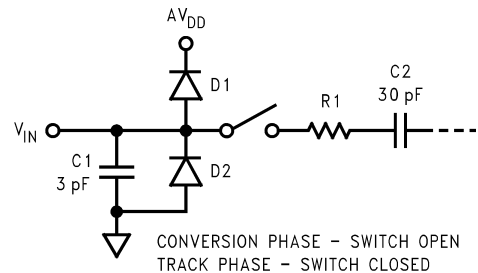 AVDD
D1
C2
30 pF
R1
VIN
C1
3 pF
D2
CONVERSION PHASE – SWITCH OPEN
TRACK PHASE – SWITCH CLOSED